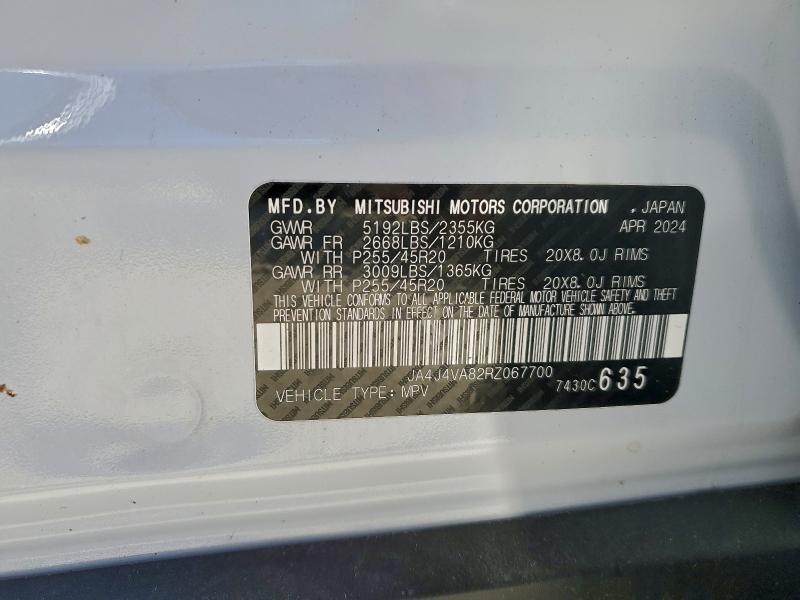 MFD.BY MITSUBISHI MOTORS CORPORATION , JAPAN
GVWR 5192LBS/2355KG APR 2024
GAWR FR 2668LBS/1210KG
WITH P255/45R20 TIRES 20X8.0J RIMS
GAWR RR 3009LBS/1365KG
WITH P255/45R20 TIRES 20X8.0J RIMS
THIS VEHICLE CONFORMS TO ALL APPLICABLE FEDERAL MOTOR VEHICLE SAFETY AND THEFT
PREVENTION STANDARDS IN EFFECT ON THE DATE OF MANUFACTURE SHOWN ABOVE.
JA4J4VA82RZ067700
VEHICLE TYPE: MPV 7430C 635